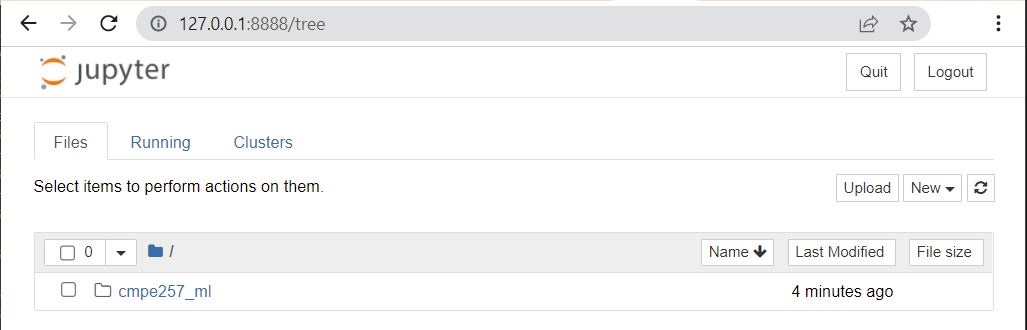 127.0.0.1:8888/tree
jupyter Quit Logout
Files Running Clusters
Select items to perform actions on them. Upload New
0 / Name Last Modified File size
cmpe257_ml 4 minutes ago